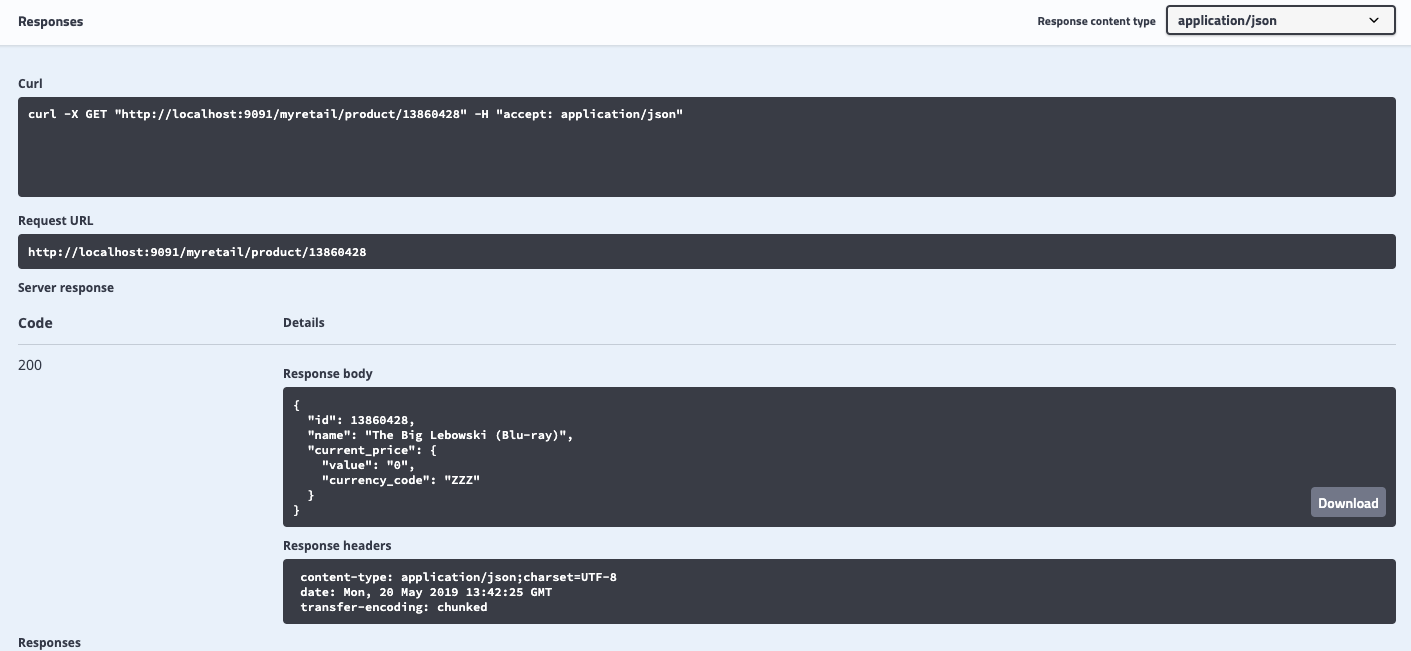 Responses
Response content type
application/json
Curl
curl -X GET "http://localhost:9091/myretail/product/13860428" -H "accept: application/json"
Request URL
http://localhost:9091/myretail/product/13860428
Server response
Code
Details
200
Response body
{
  "id": 13860428,
  "name": "The Big Lebowski (Blu-ray)",
  "current_price": {
    "value": "0",
    "currency_code": "ZZZ"
  }
}
Download
Response headers
content-type: application/json;charset=UTF-8
date: Mon, 20 May 2019 13:42:25 GMT
transfer-encoding: chunked
Responses